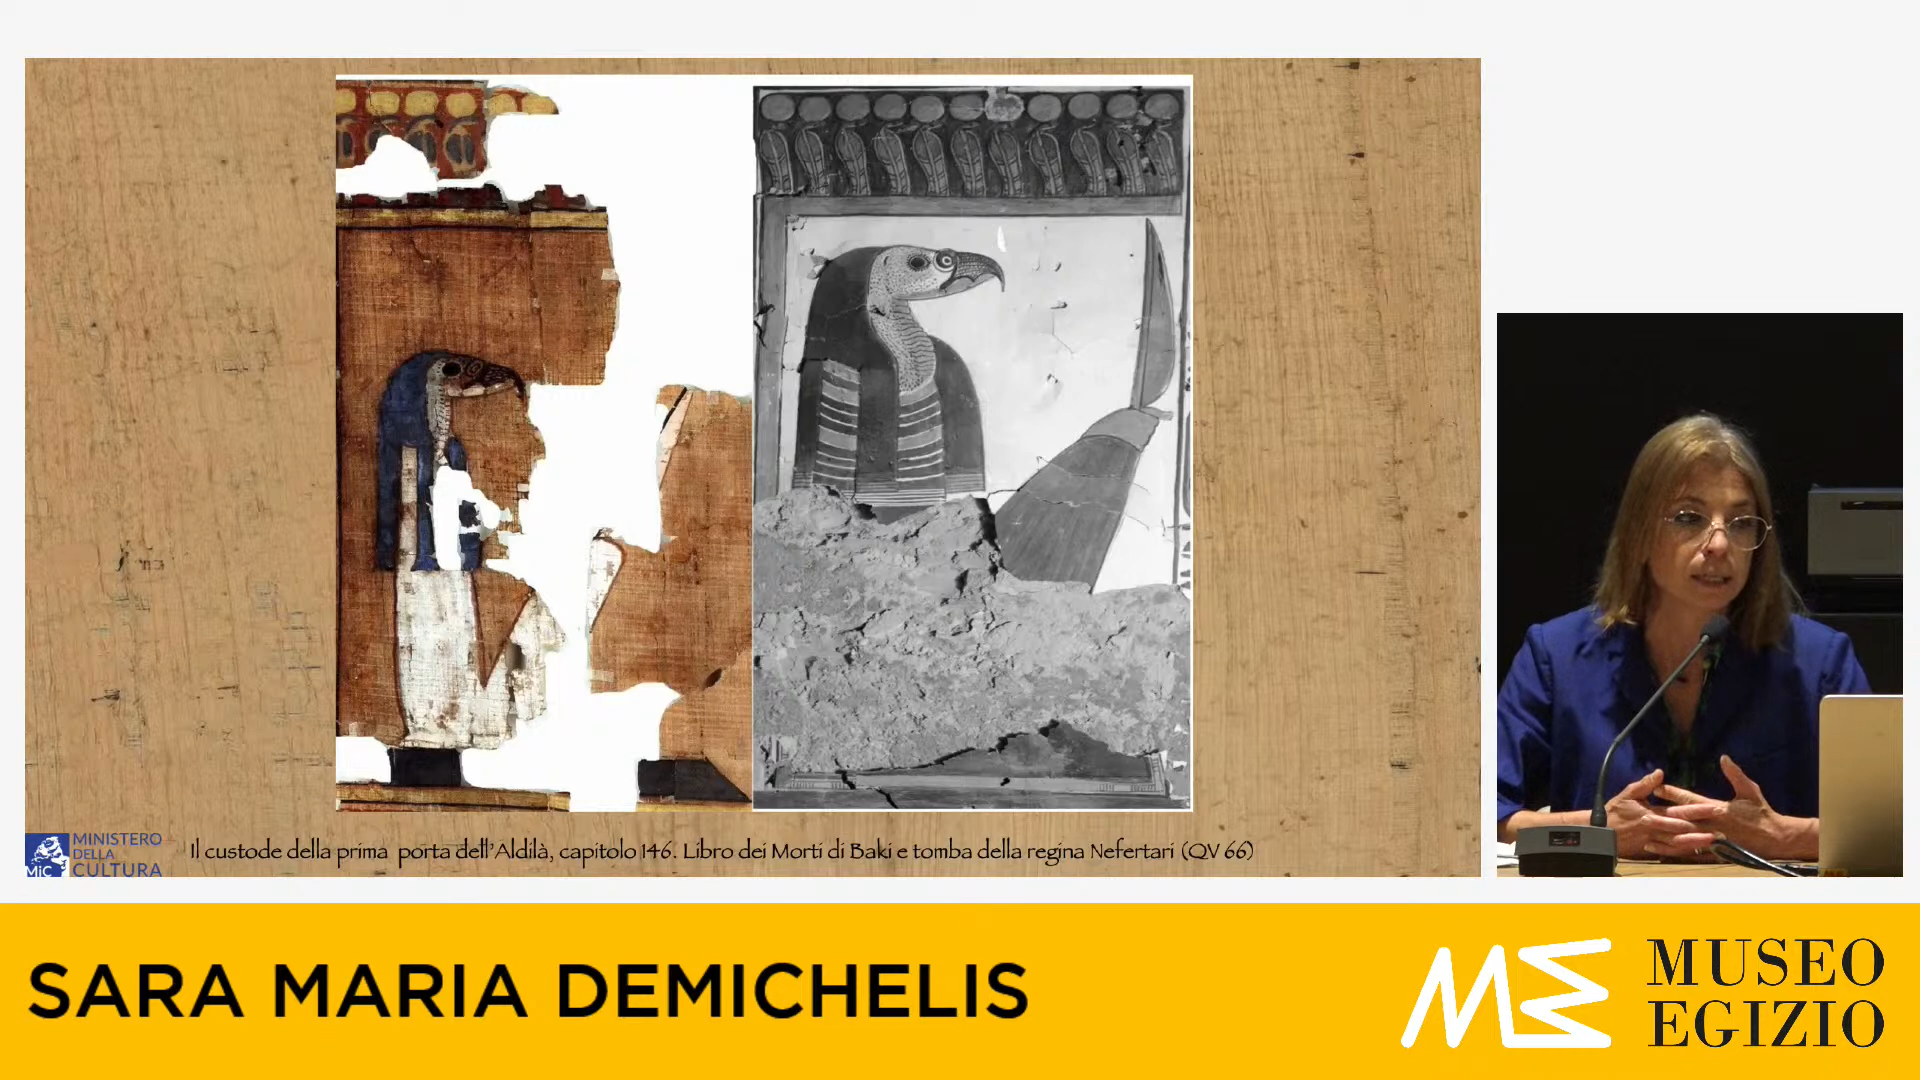 MINISTERO
DELLA
CULTURA
MiC
Il custode della prima porta dell'Aldilà, capitolo 146. Libro dei Morti di Baki e tomba della regina Nefertari (QV 66)
SARA MARIA DEMICHELIS
ME
MUSEO
EGIZIO